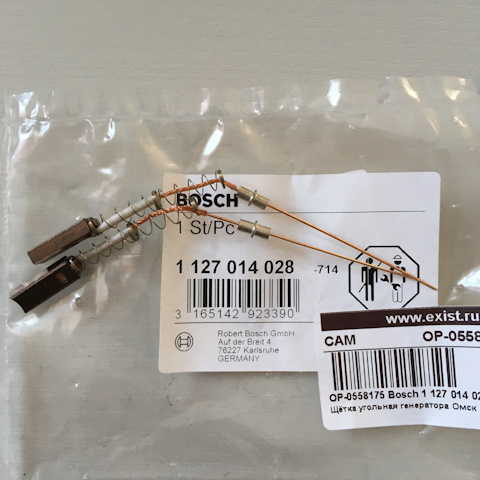 BOSCH
1 St/Pc
1 127 014 028
-714
3 165142 923390
Robert Bosch GmbH
Auf der Breit 4
76227 Karlsruhe
GERMANY
www.exist.ru
CAM OP-0558
OP-0558175 Bosch 1 127 014 02
Щётка угольная генератора Омск